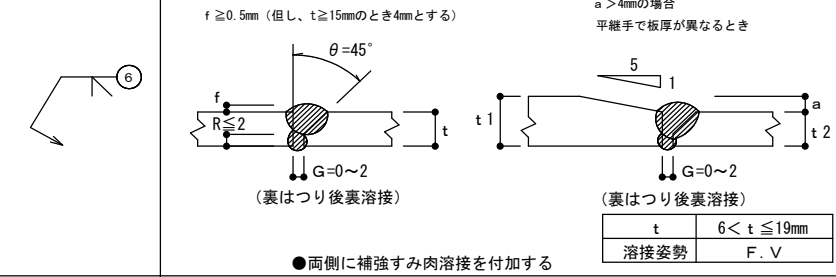 f≧0.5mm（但し、t≧15mmのとき4mmとする）
a＞4mmの場合
平継手で板厚が異なるとき
6
θ=45°
f
R≦2
t
G=0～2
（裏はつり後裏溶接）
5
1
t1
a
t2
G=0～2
（裏はつり後裏溶接）
t 6＜t≦19mm
溶接姿勢 F.V
●両側に補強すみ肉溶接を付加する